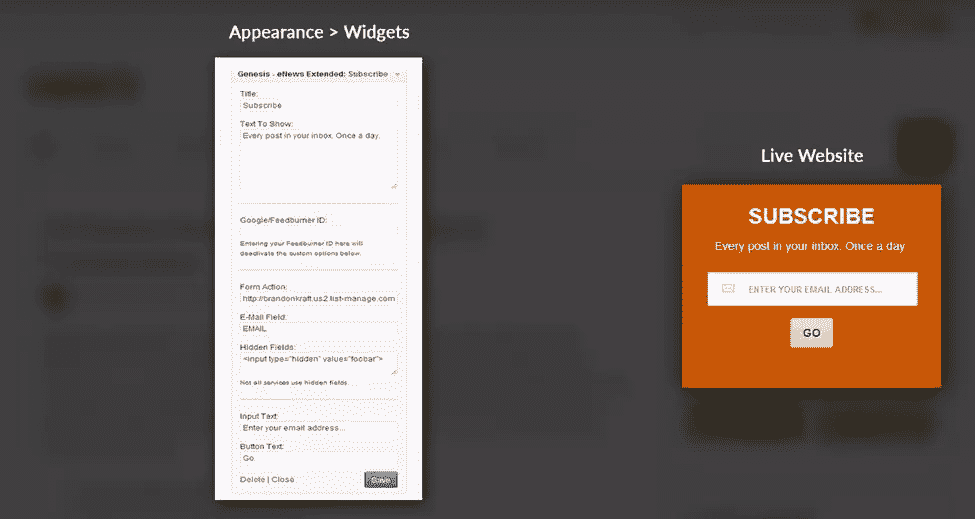 Appearance > Widgets
Genesis - eNews Extended: Subscribe
Title:
Subscribe
Text To Show:
Every post in your inbox. Once a day.
Google/Feedburner ID:
Entering your Feedburner ID here will
deactivate the custom options below.
Form Action:
http://brandonkraft.us2.list-manage.com
E-Mail Field:
EMAIL
Hidden Fields:
<input type="hidden" value="foobar">
Not all services use hidden fields.
Input Text:
Enter your email address...
Button Text:
Go
Delete | Close
Save
Live Website
SUBSCRIBE
Every post in your inbox. Once a day
ENTER YOUR EMAIL ADDRESS...
GO